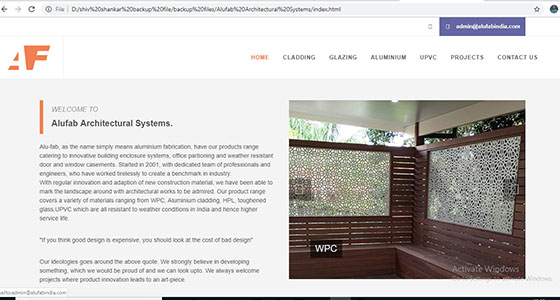 File
D:/shiv%20shankar%20backup%20file/backup%20files/Alufab%20Architectural%20Systems/index.html
admin@alufabindia.com
AF
HOME CLADDING GLAZING ALUMINIUM UPVC PROJECTS CONTACT US
WELCOME TO
Alufab Architectural Systems.
Alu-fab, as the name simply means aluminium fabrication, have our products range
catering to innovative building enclosure systems, office partioning and weather resistant
door and window casements. Started in 2001, with dedicated team of professionals and
engineers, who have worked tirelessly to create a benchmark in industry.
With regular innovation and adaption of new construction material, we have been able to
mark the landscape around with architectural works to be admired. Our product range
covers a variety of materials ranging from WPC, Aluminium cladding, HPL, toughened
glass,UPVC which are all resistant to weather conditions in India and hence higher
service life.
"If you think good design is expensive, you should look at the cost of bad design"
Our ideologies goes around the above quote. We strongly believe in developing
something, which we would be proud of and we can look upto. We always welcome
projects where product innovation leads to an art-piece.
WPC
Activate Windows
Go to Settings to activate Windows.
ailto:admin@alufabindia.com